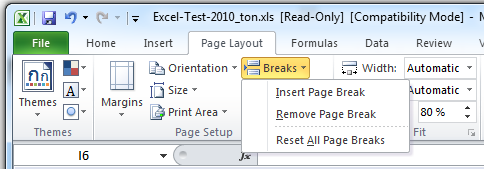 Excel-Test-2010_ton.xls [Read-Only] [Compatibility Mode] -
File Home Insert Page Layout Formulas Data Review
Themes Margins Orientation Breaks Width: Automatic
Size Automatic
Print Area 80 %
Insert Page Break
Remove Page Break
Reset All Page Breaks
Themes Page Setup Fit
I6 fx